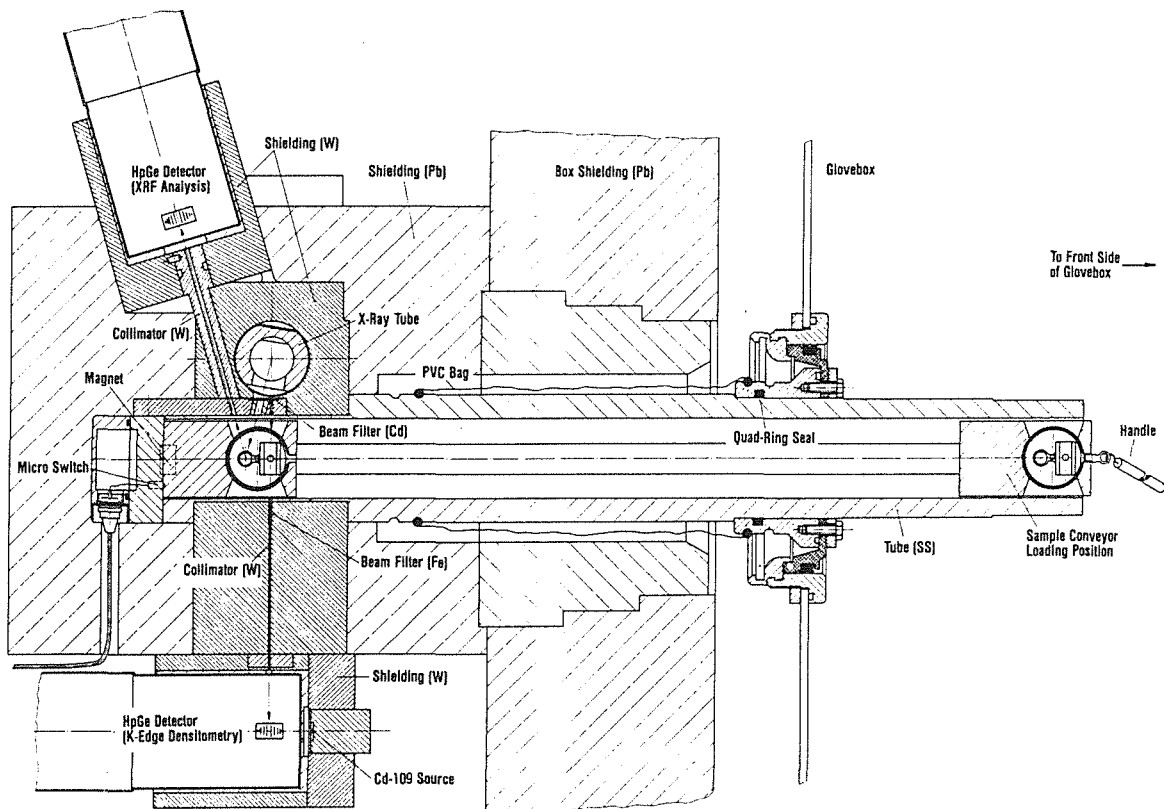 HpGe Detector
(XRF Analysis)
Shielding (W)
Shielding (Pb)
Box Shielding (Pb)
Glovebox
To Front Side
of Glovebox
Collimator (W)
X-Ray Tube
Magnet
PVC Bag
Beam Filter (Cd)
Quad-Ring Seal
Handle
Micro Switch
Collimator (W)
Beam Filter (Fe)
Tube (SS)
Sample Conveyor
Loading Position
Shielding (W)
HpGe Detector
(K-Edge Densitometry)
Cd-109 Source